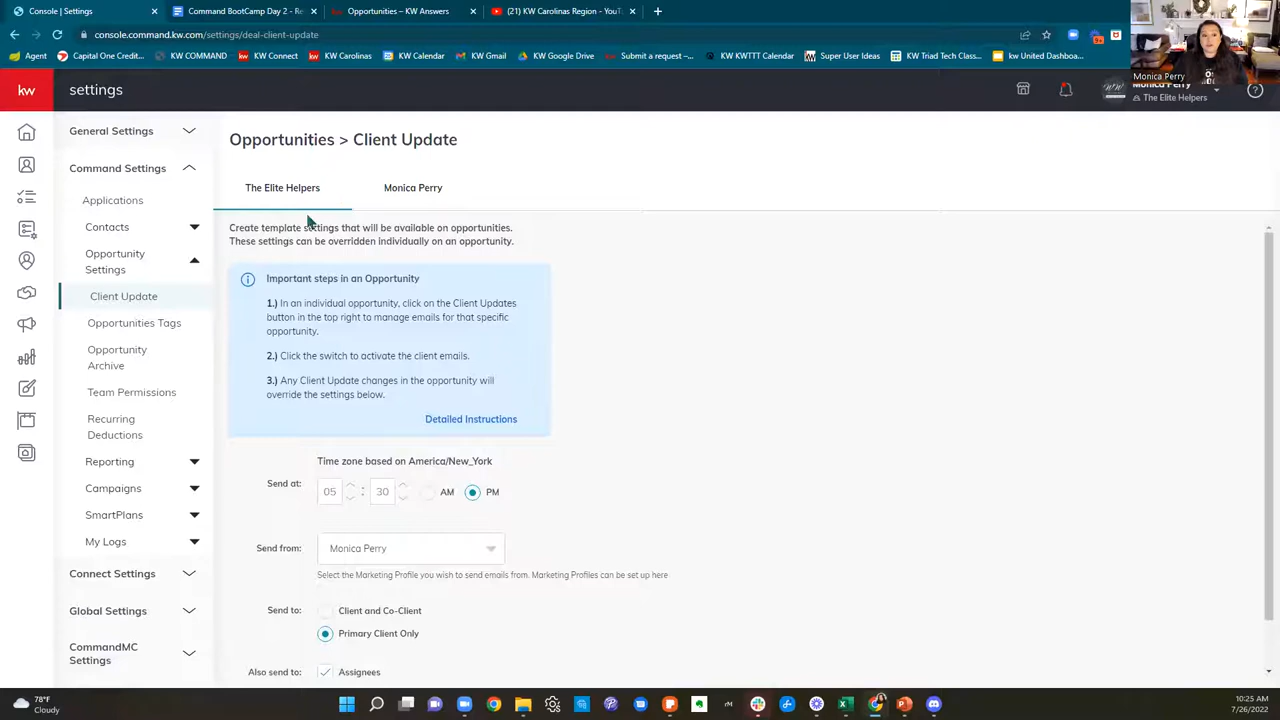 Console | Settings
Command BootCamp Day 2 - Re
Opportunities – KW Answers
(21) KW Carolinas Region - YouT
console.command.kw.com/settings/deal-client-update
Agent
Capital One Credit...
KW COMMAND
KW Connect
KW Carolinas
KW Calendar
KW Gmail
KW Google Drive
Submit a request –...
KW KWTTT Calendar
Super User Ideas
KW Triad Tech Class...
kw United Dashboa...
Monica Perry
kw
settings
Monica Perry
The Elite Helpers
General Settings
Command Settings
Applications
Contacts
Opportunity
Settings
Client Update
Opportunities Tags
Opportunity
Archive
Team Permissions
Recurring
Deductions
Reporting
Campaigns
SmartPlans
My Logs
Connect Settings
Global Settings
CommandMC
Settings
Opportunities > Client Update
The Elite Helpers
Monica Perry
Create template settings that will be available on opportunities.
These settings can be overridden individually on an opportunity.
Important steps in an Opportunity
1.) In an individual opportunity, click on the Client Updates
button in the top right to manage emails for that specific
opportunity.
2.) Click the switch to activate the client emails.
3.) Any Client Update changes in the opportunity will
override the settings below.
Detailed Instructions
Time zone based on America/New_York
Send at: 05 : 30 AM PM
Send from: Monica Perry
Select the Marketing Profile you wish to send emails from. Marketing Profiles can be set up here
Send to: Client and Co-Client
Primary Client Only
Also send to: Assignees
78°F
Cloudy
10:25 AM
7/26/2022